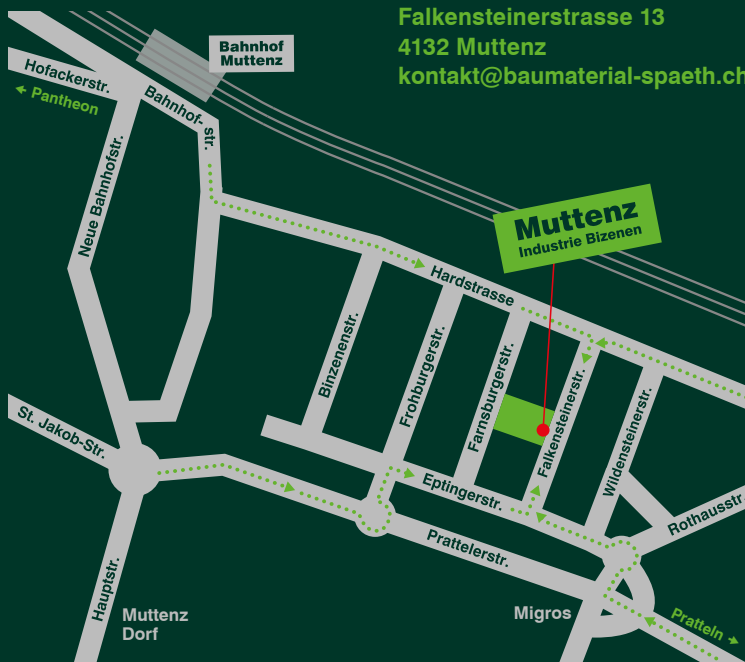 Falkensteinerstrasse 13
4132 Muttenz
kontakt@baumaterial-spaeth.ch
Bahnhof
Muttenz
Hofackerstr.
← Pantheon
Bahnhof-
str.
Neue Bahnhofstr.
Muttenz
Industrie Bizenen
Hardstrasse
Binzenenstr.
Frohburgerstr.
Farnsburgerstr.
Falkensteinerstr.
Wildensteinerstr.
St. Jakob-Str.
Eptingerstr.
Rothausstr
Prattelerstr.
Hauptstr.
Muttenz
Dorf
Migros
Pratteln →